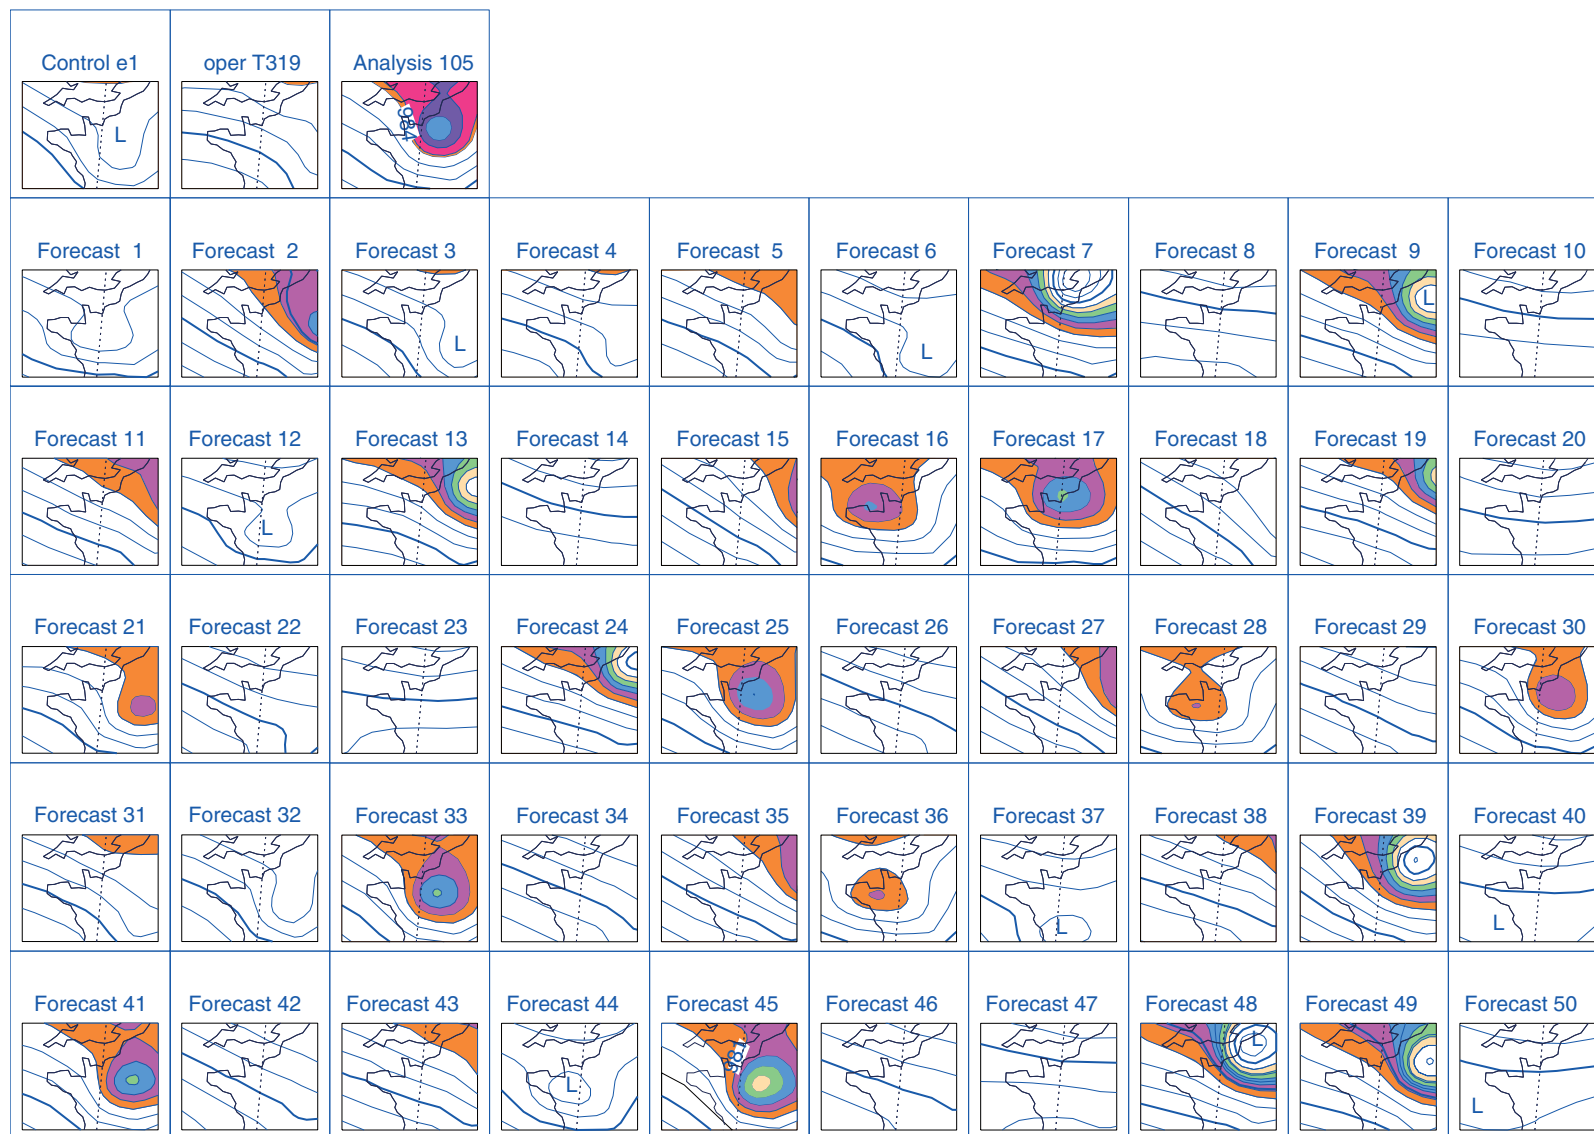 Control e1 oper T319 Analysis 105
L 984
Forecast 1 Forecast 2 Forecast 3 Forecast 4 Forecast 5 Forecast 6 Forecast 7 Forecast 8 Forecast 9 Forecast 10
L L L
Forecast 11 Forecast 12 Forecast 13 Forecast 14 Forecast 15 Forecast 16 Forecast 17 Forecast 18 Forecast 19 Forecast 20
L
Forecast 21 Forecast 22 Forecast 23 Forecast 24 Forecast 25 Forecast 26 Forecast 27 Forecast 28 Forecast 29 Forecast 30
Forecast 31 Forecast 32 Forecast 33 Forecast 34 Forecast 35 Forecast 36 Forecast 37 Forecast 38 Forecast 39 Forecast 40
L L
Forecast 41 Forecast 42 Forecast 43 Forecast 44 Forecast 45 Forecast 46 Forecast 47 Forecast 48 Forecast 49 Forecast 50
L L L